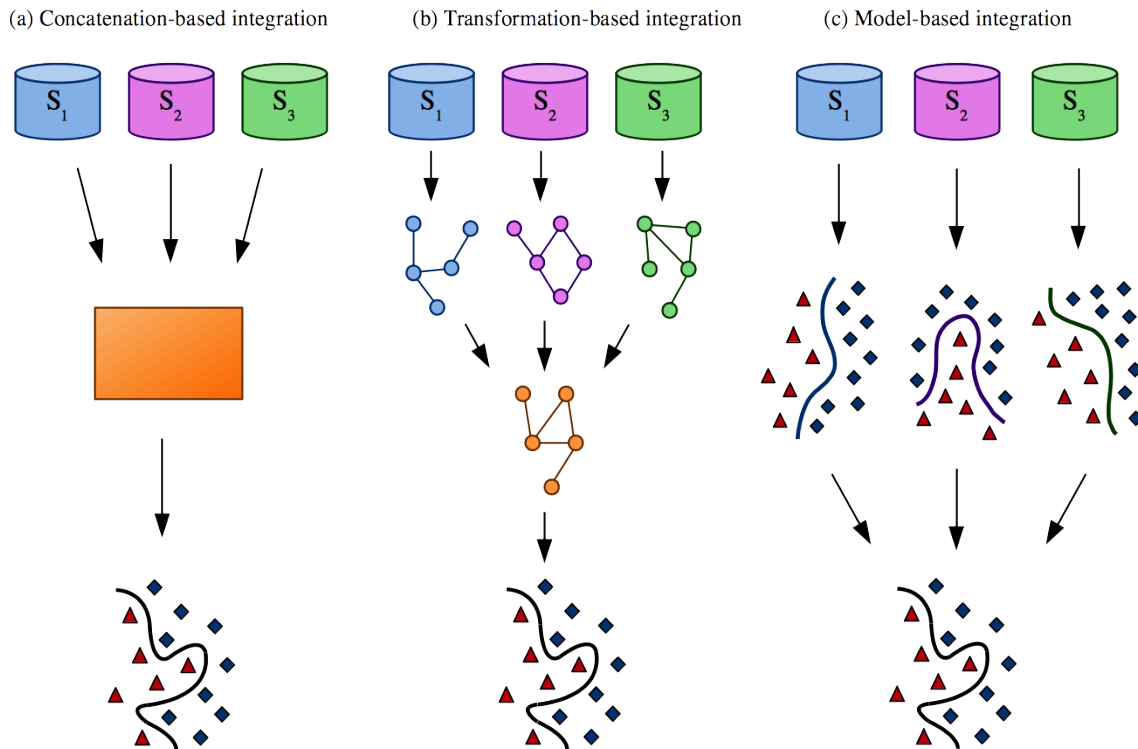 (a) Concatenation-based integration
(b) Transformation-based integration
(c) Model-based integration
S1 S2 S3
S1 S2 S3
S1 S2 S3